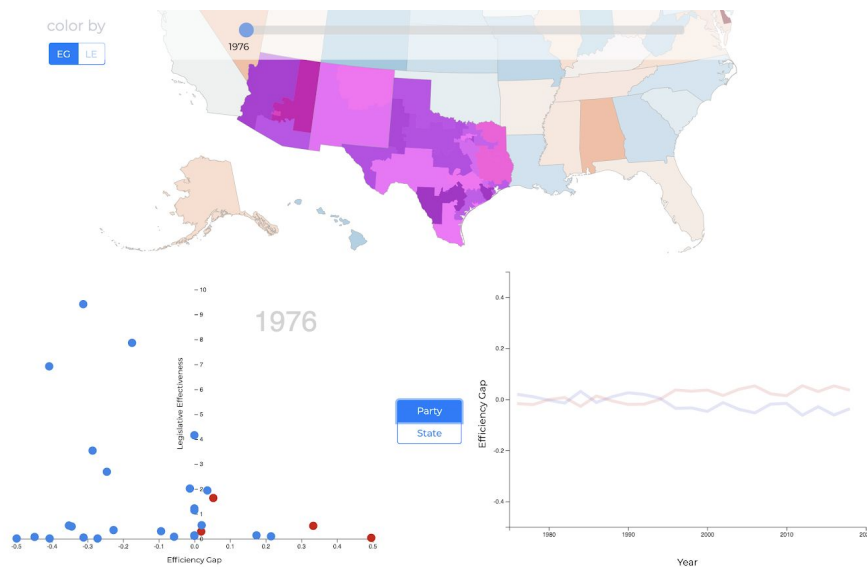 color by
EG LE
1976
1976
Legislative Effectiveness
10
9
8
7
6
5
4
3
2
1
0
-0.5 -0.4 -0.3 -0.2 -0.1 0.0 0.1 0.2 0.3 0.4 0.5
Efficiency Gap
Party
State
Efficiency Gap
0.4
0.2
0.0
-0.2
-0.4
1980 1990 2000 2010
Year